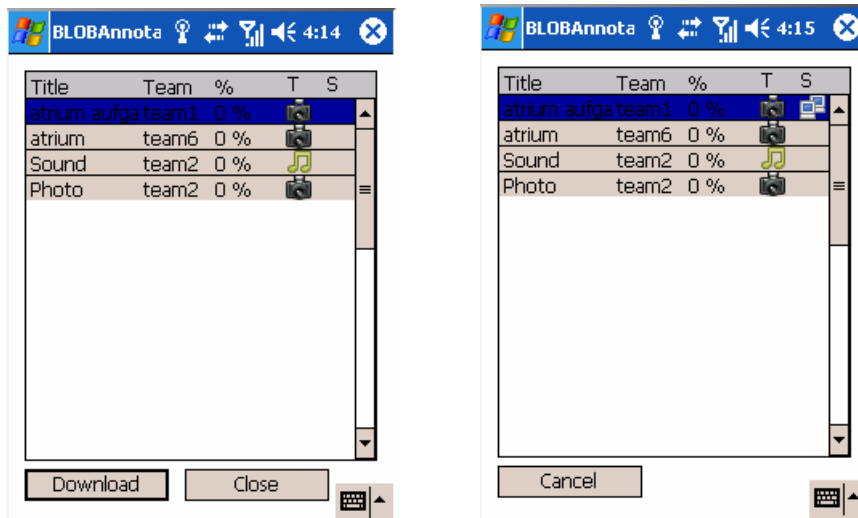 BLOBAnnota 4:14
Title Team % T S
atrium aufga team1 0 %
atrium team6 0 %
Sound team2 0 %
Photo team2 0 %
Download Close
BLOBAnnota 4:15
Title Team % T S
atrium aufga team1 0 %
atrium team6 0 %
Sound team2 0 %
Photo team2 0 %
Cancel